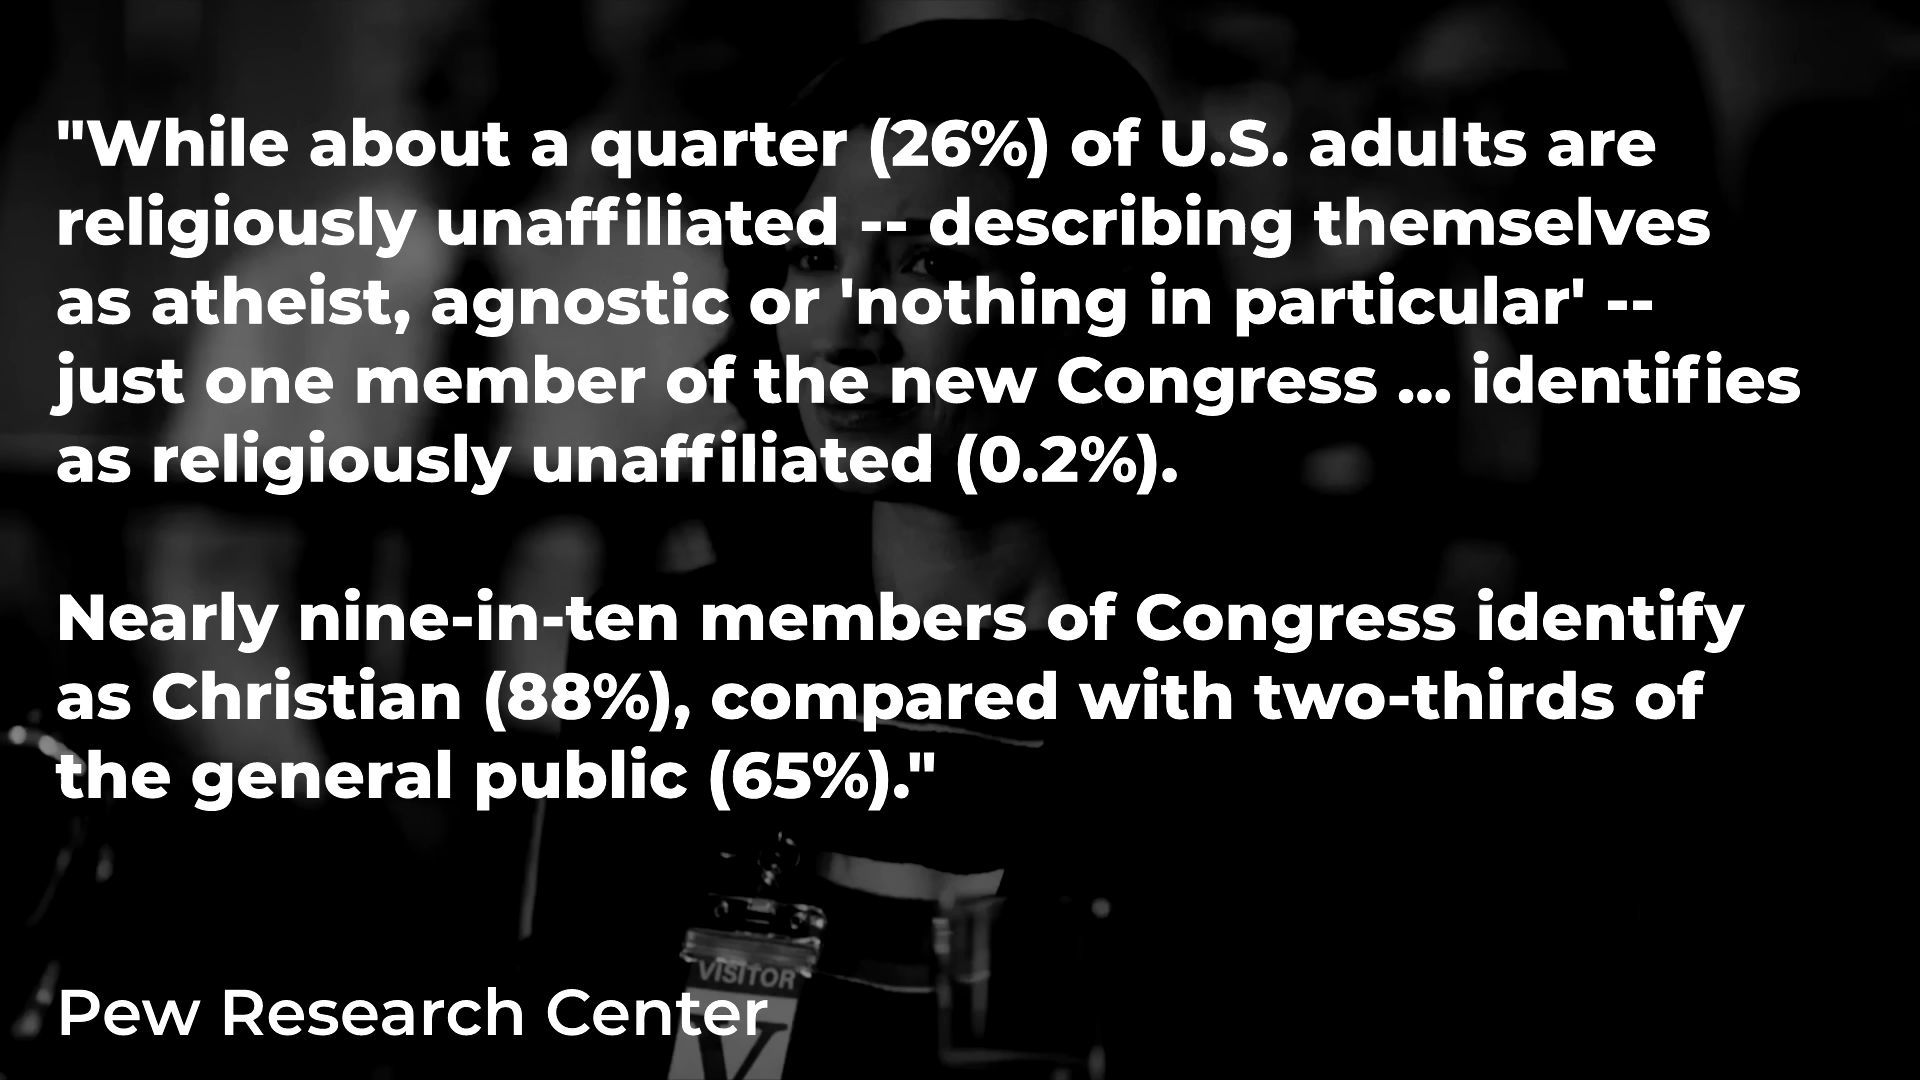 "While about a quarter (26%) of U.S. adults are
religiously unaffiliated -- describing themselves
as atheist, agnostic or 'nothing in particular' --
just one member of the new Congress ... identifies
as religiously unaffiliated (0.2%).
Nearly nine-in-ten members of Congress identify
as Christian (88%), compared with two-thirds of
the general public (65%)."
VISITOR
Pew Research Center
V